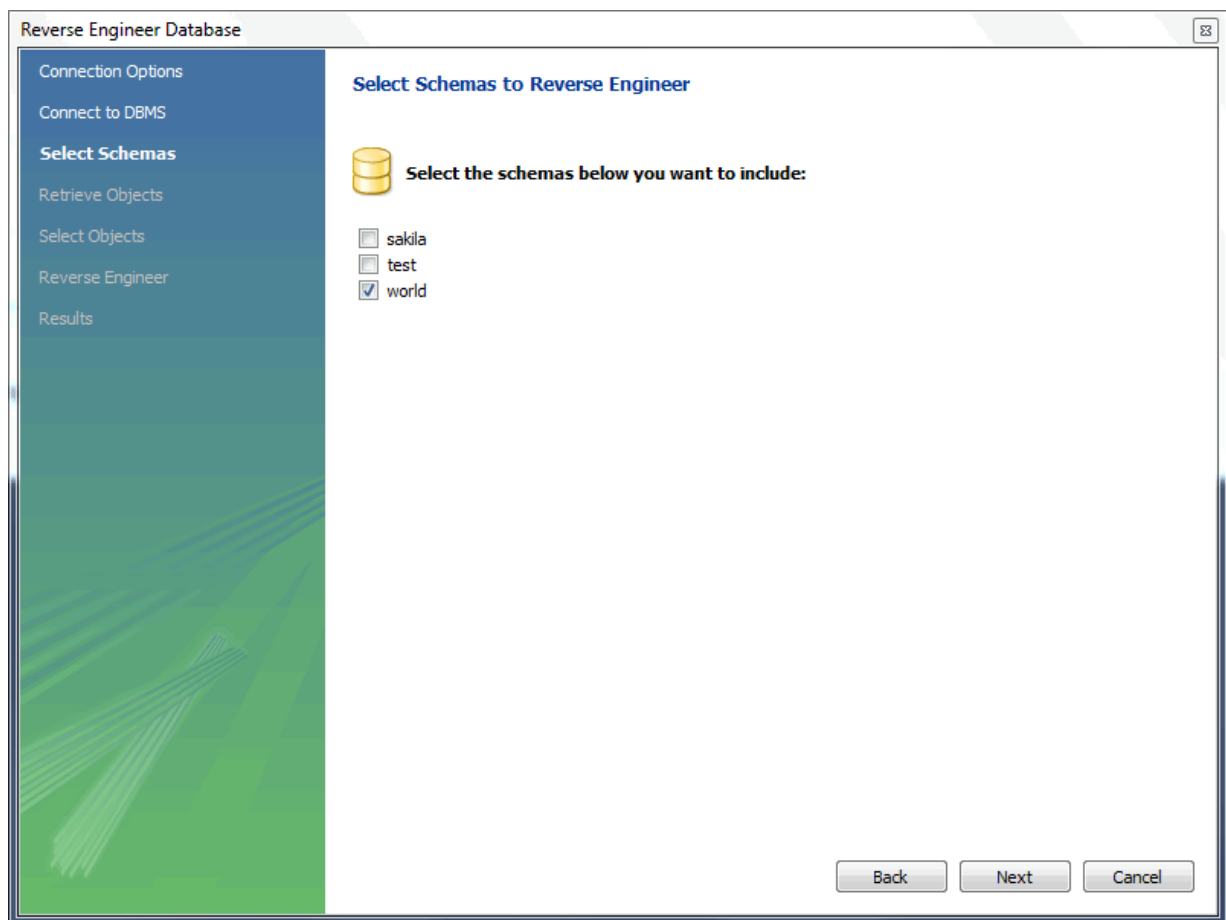 Reverse Engineer Database
Connection Options
Connect to DBMS
Select Schemas
Retrieve Objects
Select Objects
Reverse Engineer
Results
Select Schemas to Reverse Engineer
Select the schemas below you want to include:
sakila
test
world
Back Next Cancel